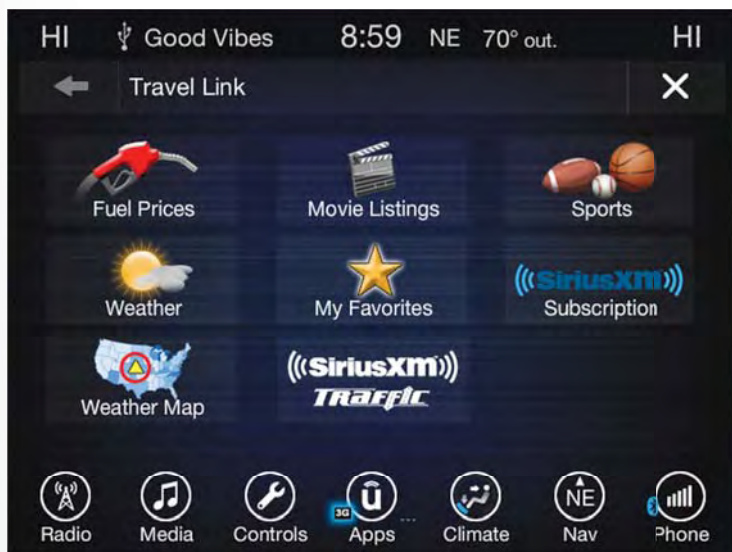 HI Good Vibes 8:59 NE 70° out. HI
Travel Link
Fuel Prices Movie Listings Sports
Weather My Favorites ((SiriusXM)) Subscription
Weather Map ((SiriusXM)) Traffic
3G û NE
Radio Media Controls Apps ... Climate Nav Phone